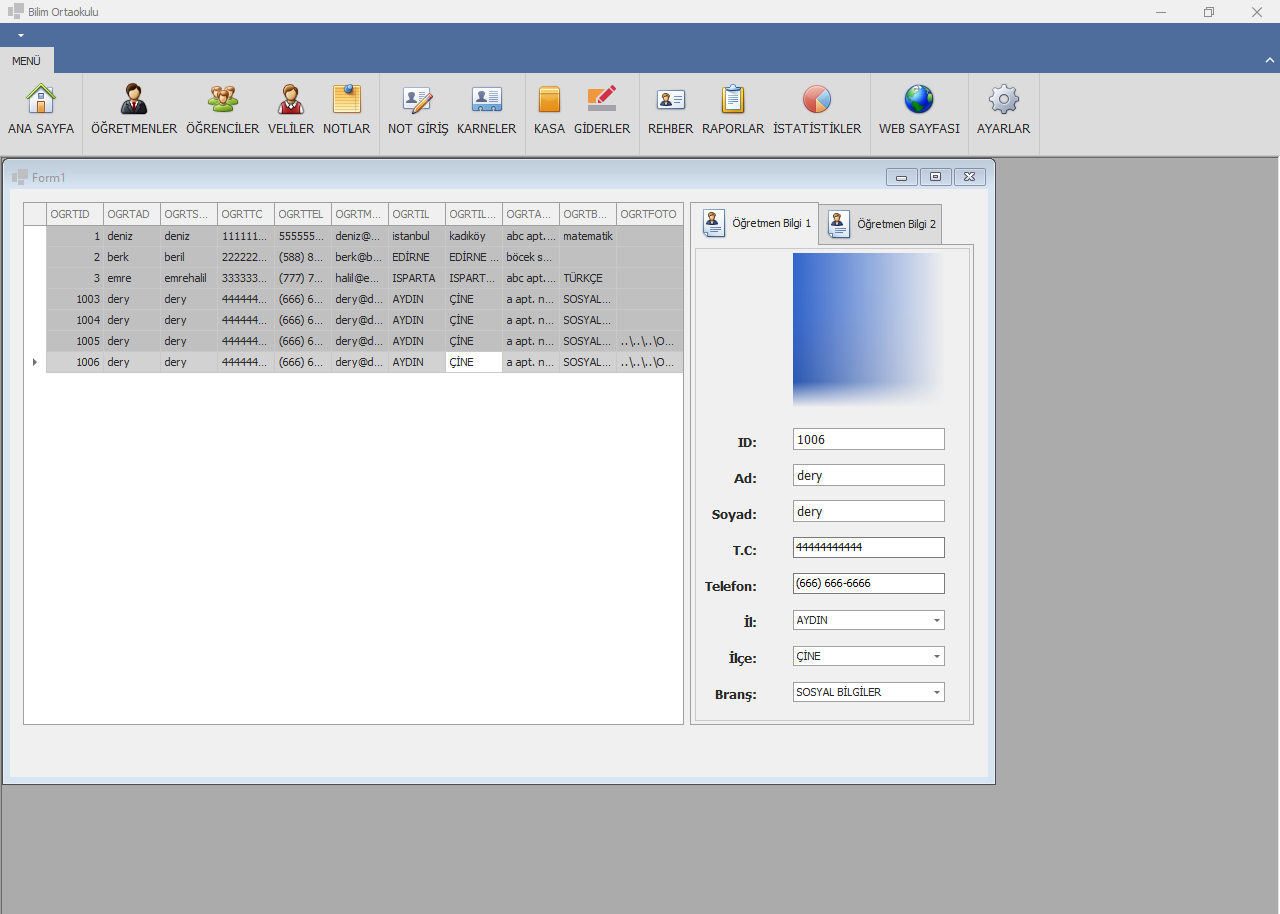 Bilim Ortaokulu
MENÜ
ANA SAYFA ÖĞRETMENLER ÖĞRENCİLER VELİLER NOTLAR NOT GİRİŞ KARNELER KASA GİDERLER REHBER RAPORLAR İSTATİSTİKLER WEB SAYFASI AYARLAR
Form1
OGRTID OGRTAD OGRTS... OGRTTC OGRTTEL OGRTM... OGRTIL OGRTIL... OGRTA... OGRTB... OGRTFOTO
1 deniz deniz 111111... 555555... deniz@... istanbul kadıköy abc apt.... matematik
2 berk beril 222222... (588) 8... berk@b... EDİRNE EDİRNE ... böcek s...
3 emre emrehalil 333333... (777) 7... halil@e... ISPARTA ISPART... abc apt.... TÜRKÇE
1003 dery dery 444444... (666) 6... dery@d... AYDIN ÇİNE a apt. n... SOSYAL...
1004 dery dery 444444... (666) 6... dery@d... AYDIN ÇİNE a apt. n... SOSYAL...
1005 dery dery 444444... (666) 6... dery@d... AYDIN ÇİNE a apt. n... SOSYAL... ..\..\..\O...
1006 dery dery 444444... (666) 6... dery@d... AYDIN ÇİNE a apt. n... SOSYAL... ..\..\..\O...
Öğretmen Bilgi 1 Öğretmen Bilgi 2
ID: 1006
Ad: dery
Soyad: dery
T.C: 44444444444
Telefon: (666) 666-6666
İl: AYDIN
İlçe: ÇİNE
Branş: SOSYAL BİLGİLER